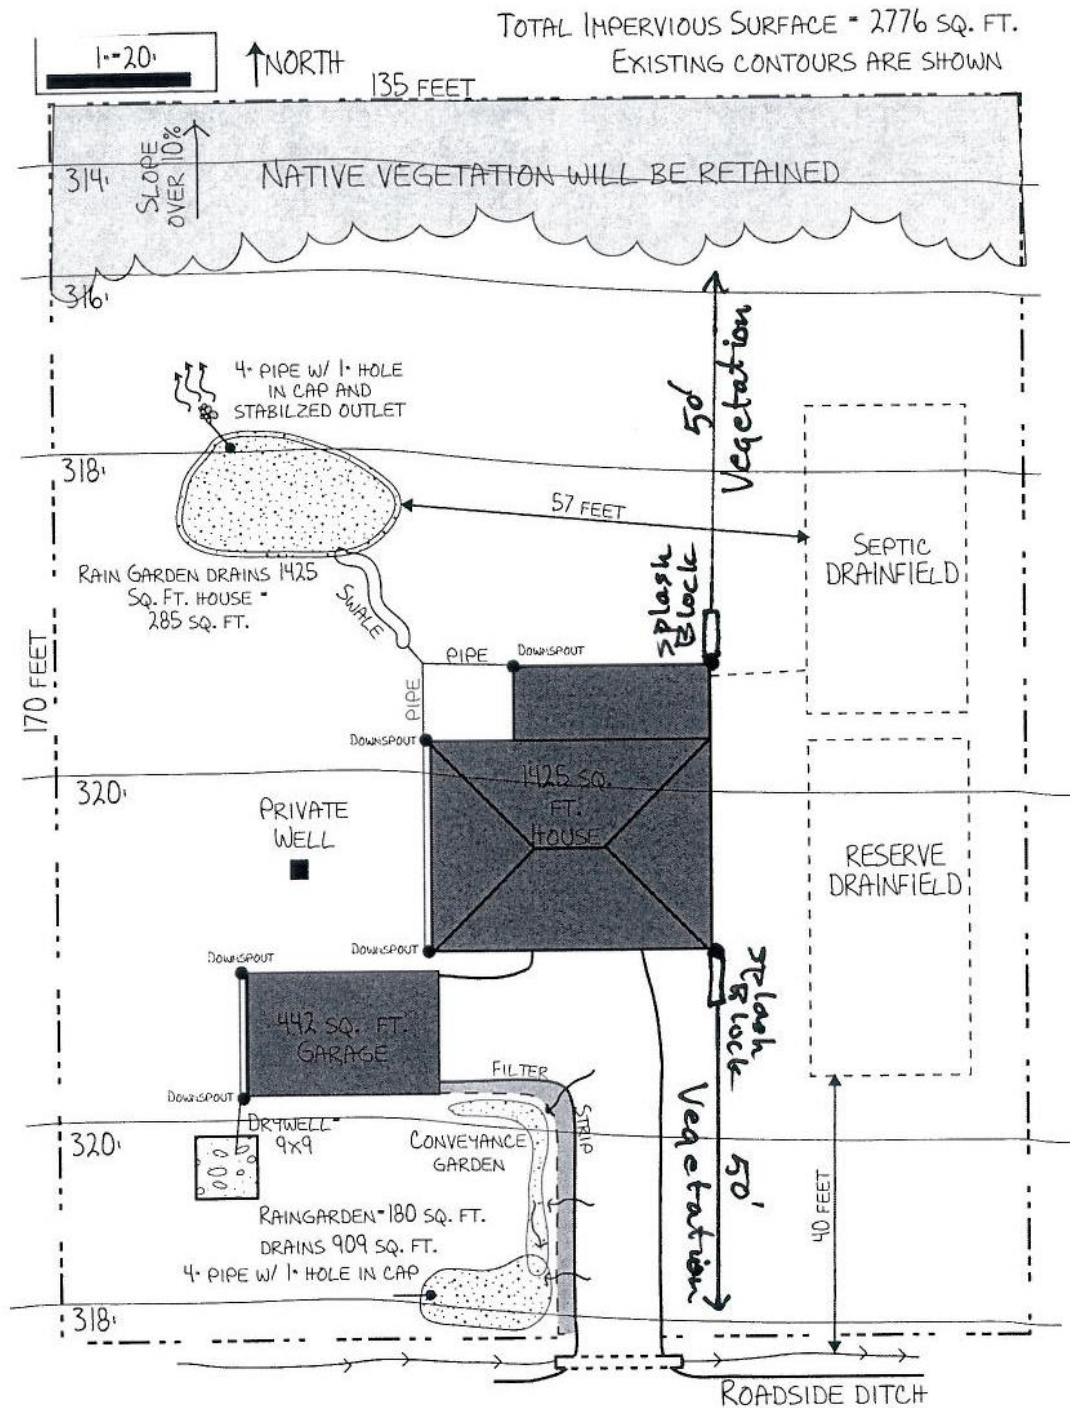 TOTAL IMPERVIOUS SURFACE = 2776 SQ. FT.
EXISTING CONTOURS ARE SHOWN
1"=20'
NORTH
135 FEET
SLOPE
OVER 10%
314'
NATIVE VEGETATION WILL BE RETAINED
316'
4" PIPE W/ 1" HOLE
IN CAP AND
STABILZED OUTLET
50'
Vegetation
318'
57 FEET
SEPTIC
DRAINFIELD
RAIN GARDEN DRAINS 1425
SQ. FT. HOUSE =
285 SQ. FT.
SWALE
Splash
Block
PIPE
DOWNSPOUT
PIPE
170 FEET
DOWNSPOUT
320'
1425 SQ.
FT.
HOUSE
PRIVATE
WELL
RESERVE
DRAINFIELD
DOWNSPOUT
DOWNSPOUT
442 SQ. FT.
GARAGE
Splash
Block
FILTER
STRIP
DOWNSPOUT
DRYWELL=
9x9
320'
CONVEYANCE
GARDEN
Vegetation
50'
40 FEET
RAINGARDEN=180 SQ. FT.
DRAINS 909 SQ. FT.
4" PIPE W/ 1" HOLE IN CAP
318'
ROADSIDE DITCH